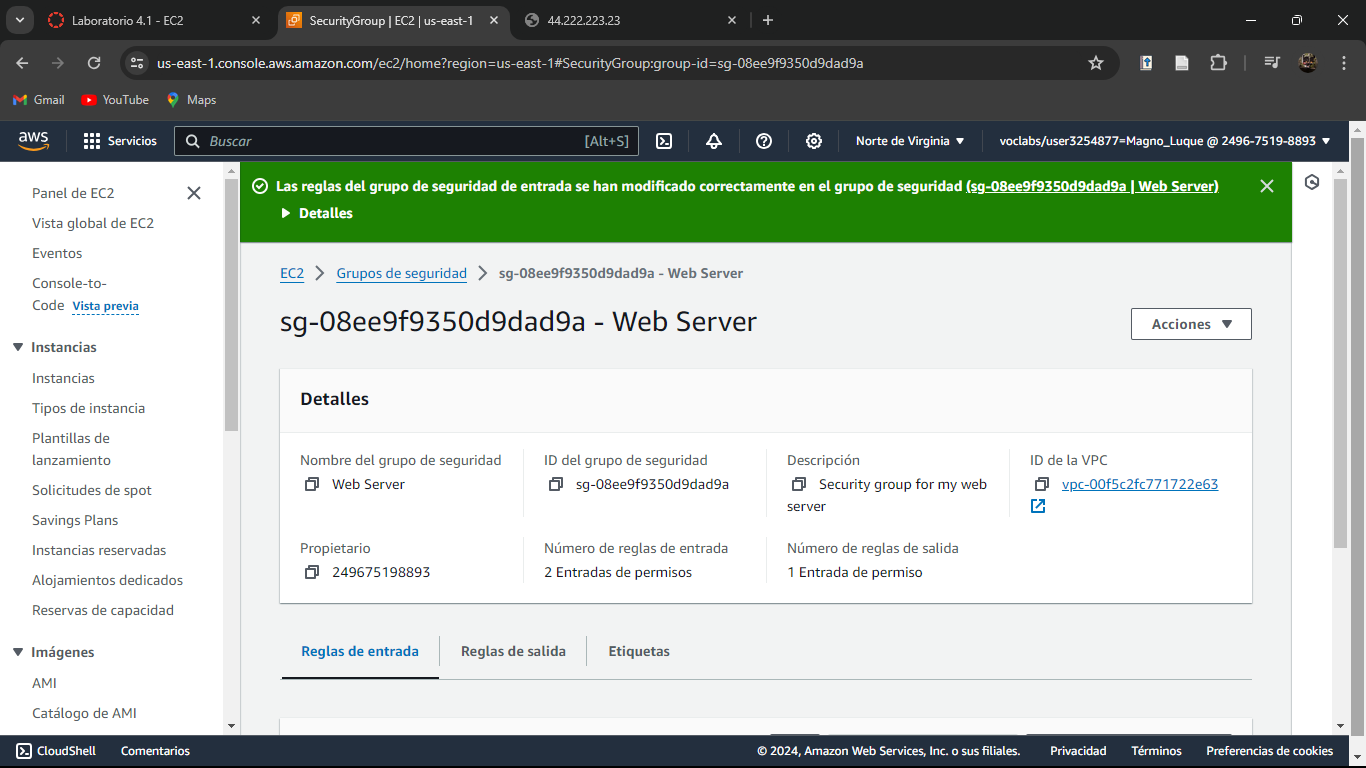 Laboratorio 4.1 - EC2
SecurityGroup | EC2 | us-east-1
44.222.223.23
us-east-1.console.aws.amazon.com/ec2/home?region=us-east-1#SecurityGroup:group-id=sg-08ee9f9350d9dad9a
Gmail
YouTube
Maps
aws
Servicios
Buscar
[Alt+S]
Norte de Virginia
voclabs/user3254877=Magno_Luque @ 2496-7519-8893
Panel de EC2
Vista global de EC2
Eventos
Console-to-
Code Vista previa
Instancias
Instancias
Tipos de instancia
Plantillas de
lanzamiento
Solicitudes de spot
Savings Plans
Instancias reservadas
Alojamientos dedicados
Reservas de capacidad
Imágenes
AMI
Catálogo de AMI
Las reglas del grupo de seguridad de entrada se han modificado correctamente en el grupo de seguridad (sg-08ee9f9350d9dad9a | Web Server)
Detalles
EC2 > Grupos de seguridad > sg-08ee9f9350d9dad9a - Web Server
sg-08ee9f9350d9dad9a - Web Server
Acciones
Detalles
Nombre del grupo de seguridad
Web Server
ID del grupo de seguridad
sg-08ee9f9350d9dad9a
Descripción
Security group for my web
server
ID de la VPC
vpc-00f5c2fc771722e63
Propietario
249675198893
Número de reglas de entrada
2 Entradas de permisos
Número de reglas de salida
1 Entrada de permiso
Reglas de entrada
Reglas de salida
Etiquetas
CloudShell
Comentarios
© 2024, Amazon Web Services, Inc. o sus filiales.
Privacidad
Términos
Preferencias de cookies